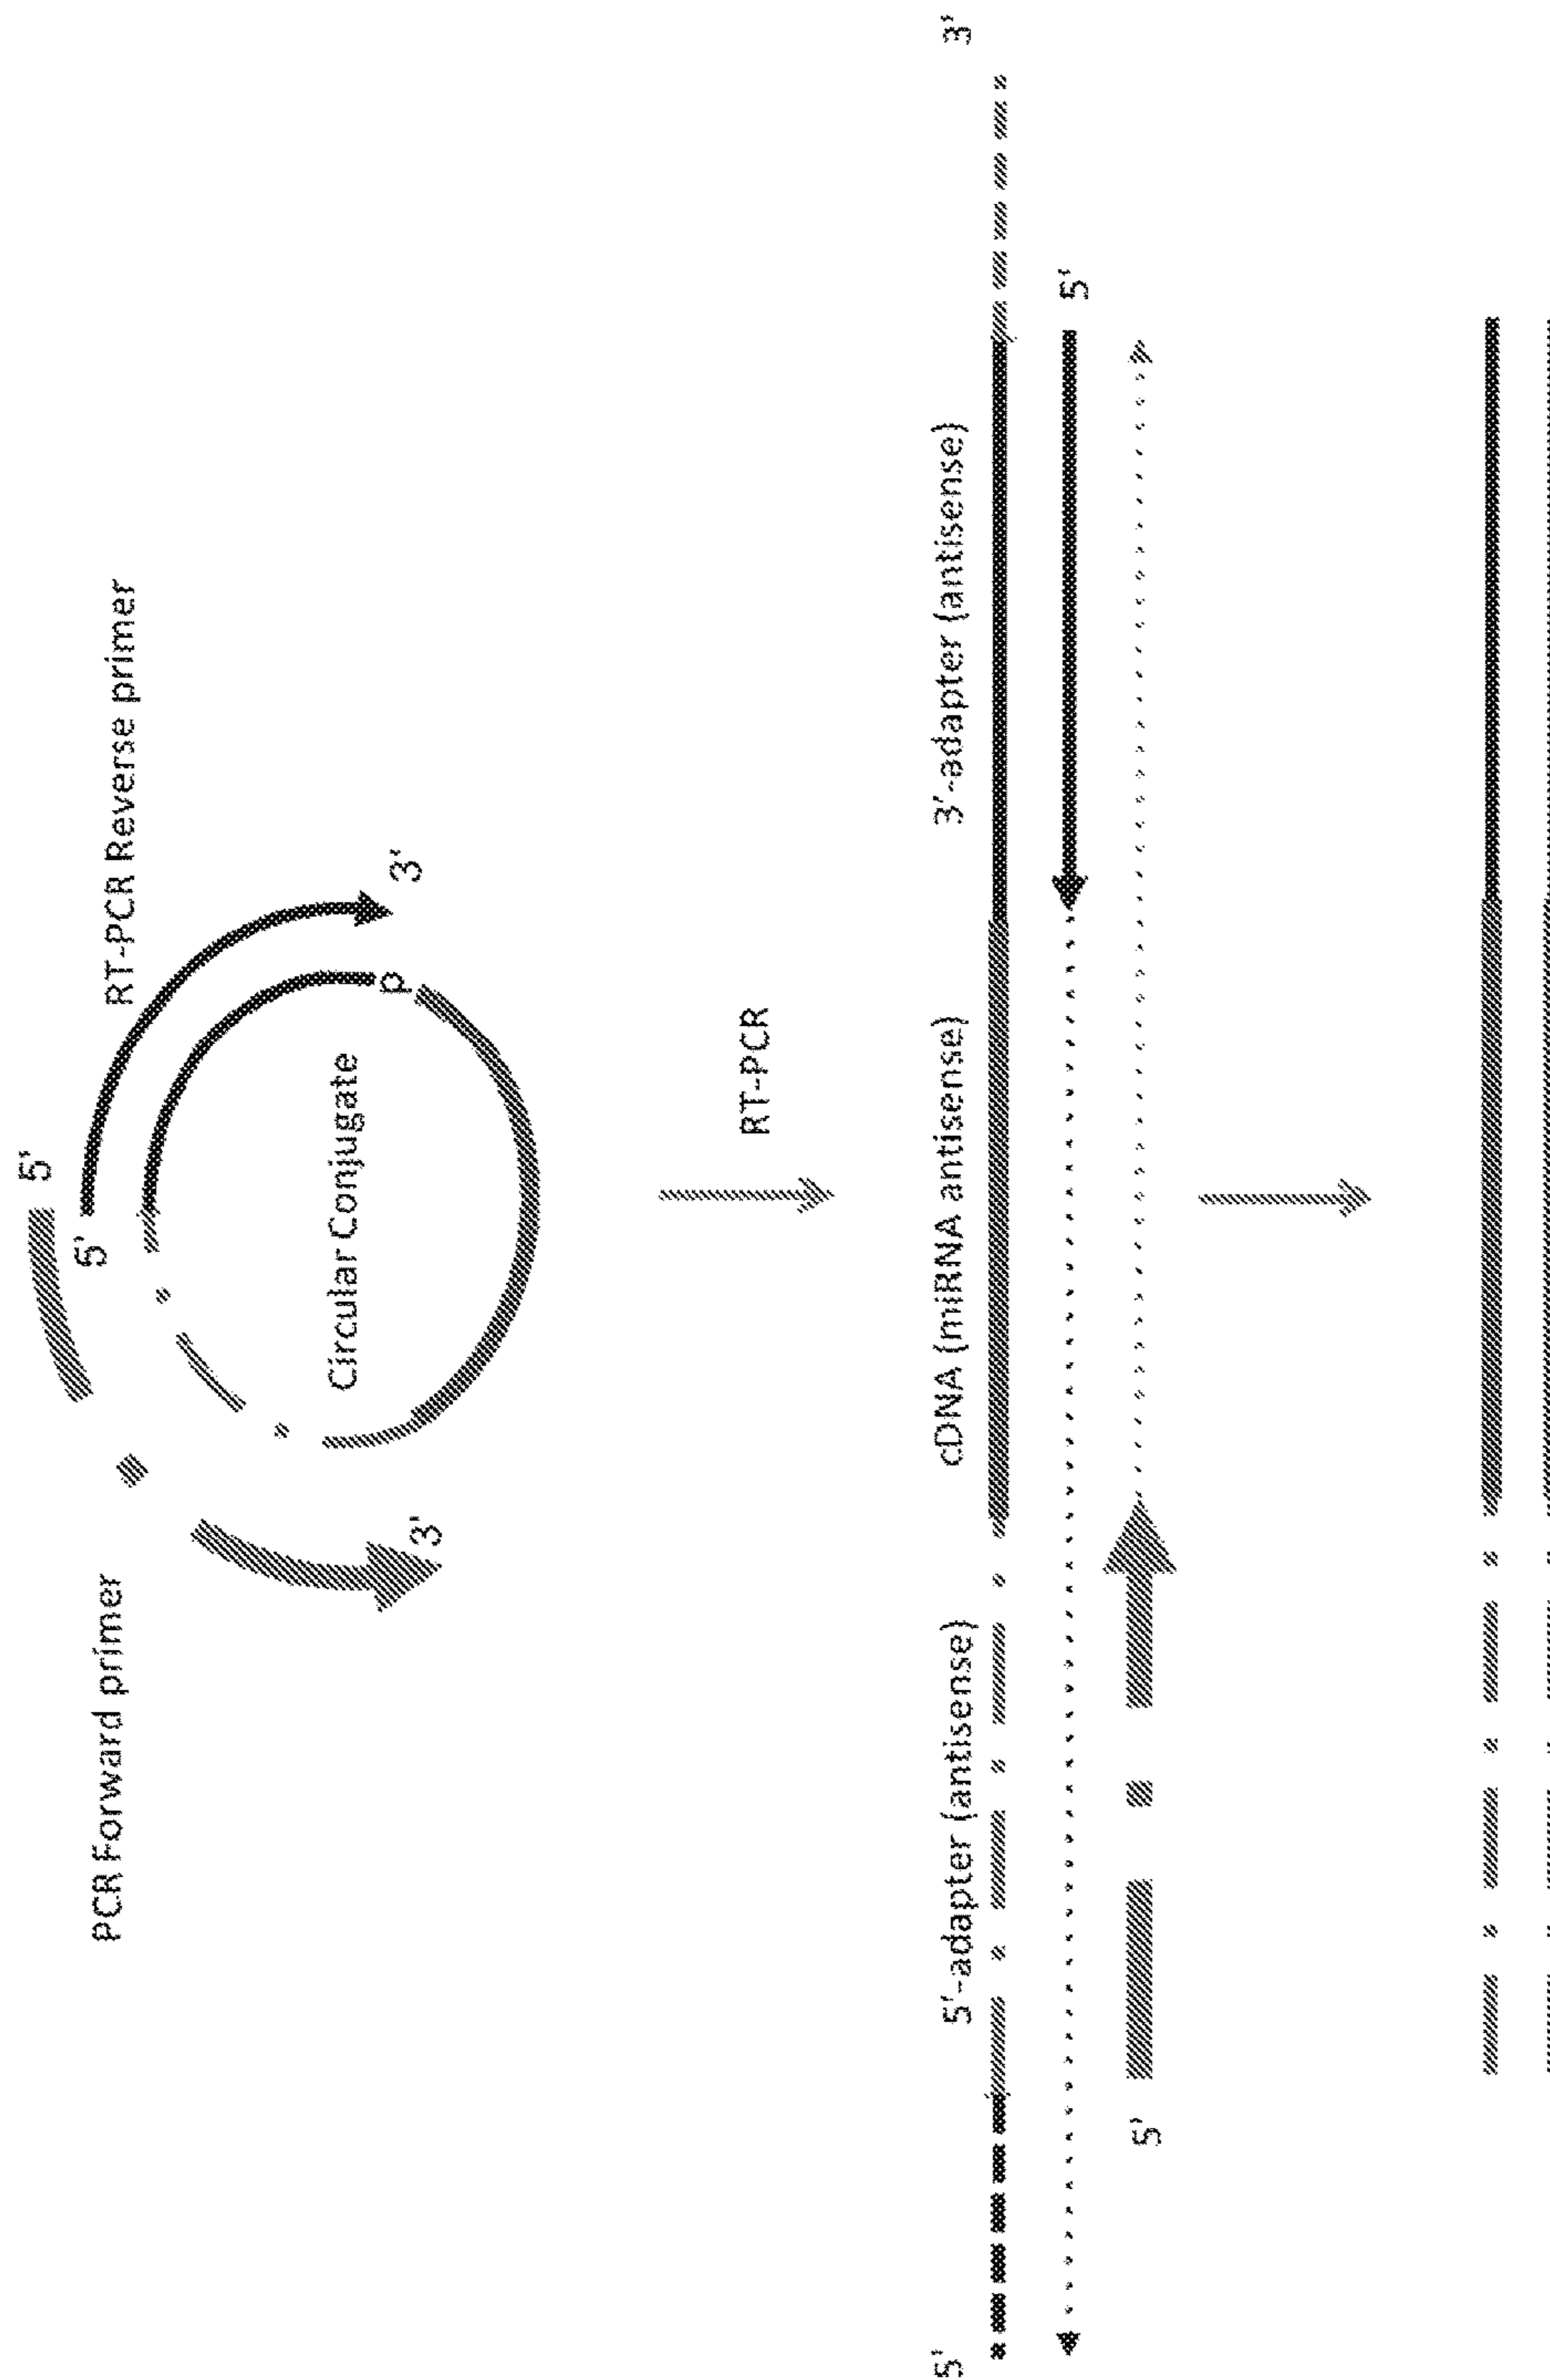 PCR Forward primer
RT-PCR Reverse primer
5'
5'
3'
3'
p
Circular Conjugate
RT-PCR
5'
5'-adapter (antisense)
cDNA (miRNA antisense)
3'-adapter (antisense)
3'
5'
5'